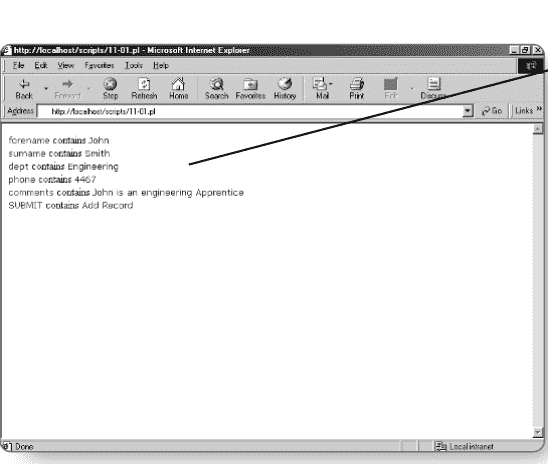 http://localhost/scripts/11-01.pl - Microsoft Internet Explorer
File Edit View Favorites Tools Help
Back Forward Stop Refresh Home Search Favorites History Mail Print Edit Discuss
Address http://localhost/scripts/11-01.pl Go Links »
forename contains John
surname contains Smith
dept contains Engineering
phone contains 4467
comments contains John is an engineering Apprentice
SUBMIT contains Add Record
Done Local intranet